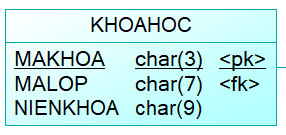 KHOAHOC
MAKHOA char(3) <pk>
MALOP char(7) <fk>
NIENKHOA char(9)